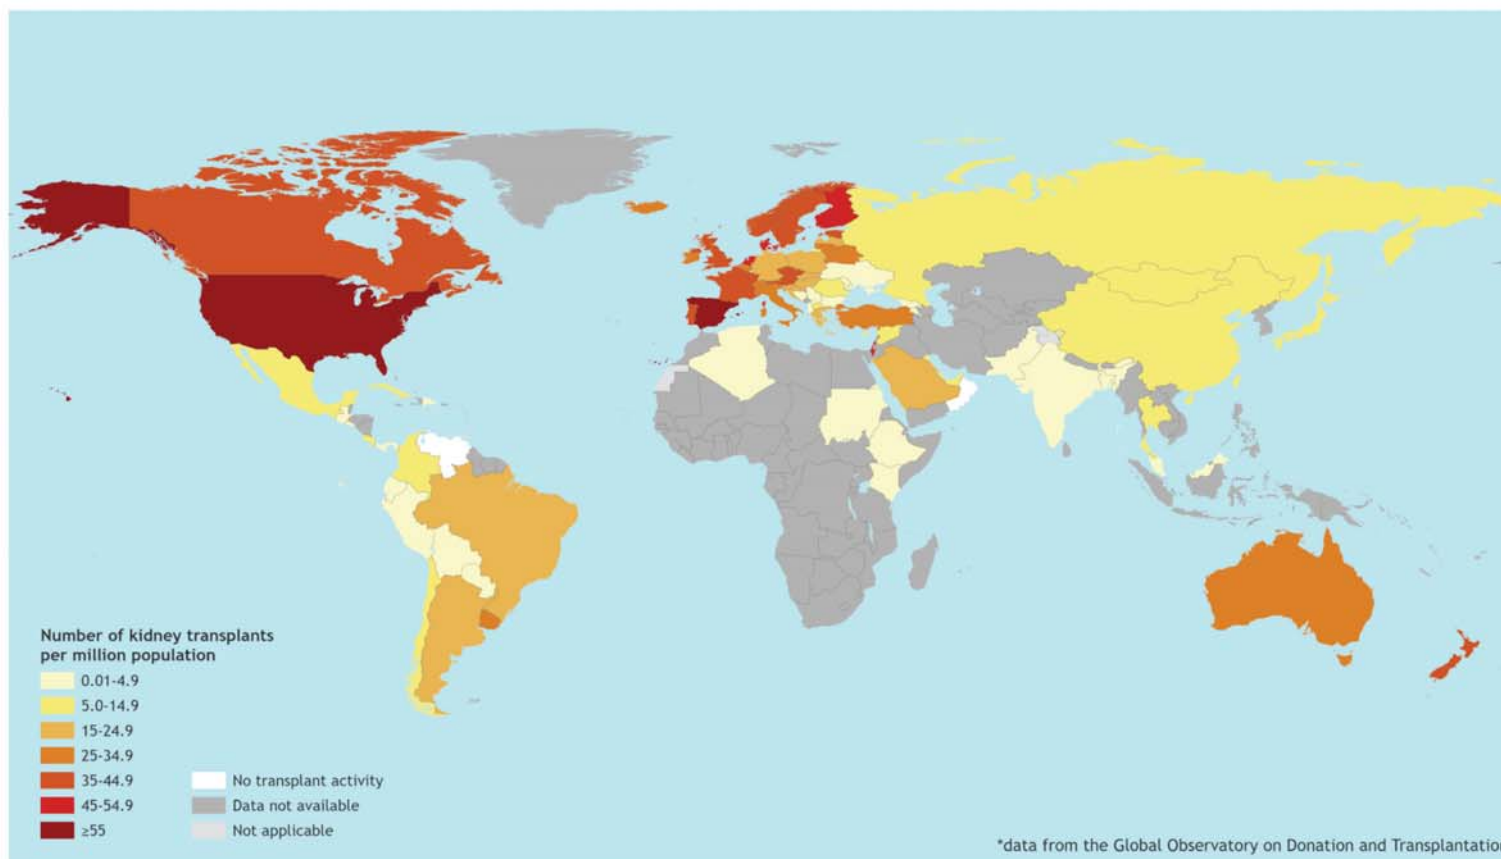 Number of kidney transplants
per million population
0.01-4.9
5.0-14.9
15-24.9
25-34.9
35-44.9
45-54.9
≥55
No transplant activity
Data not available
Not applicable
*data from the Global Observatory on Donation and Transplantation